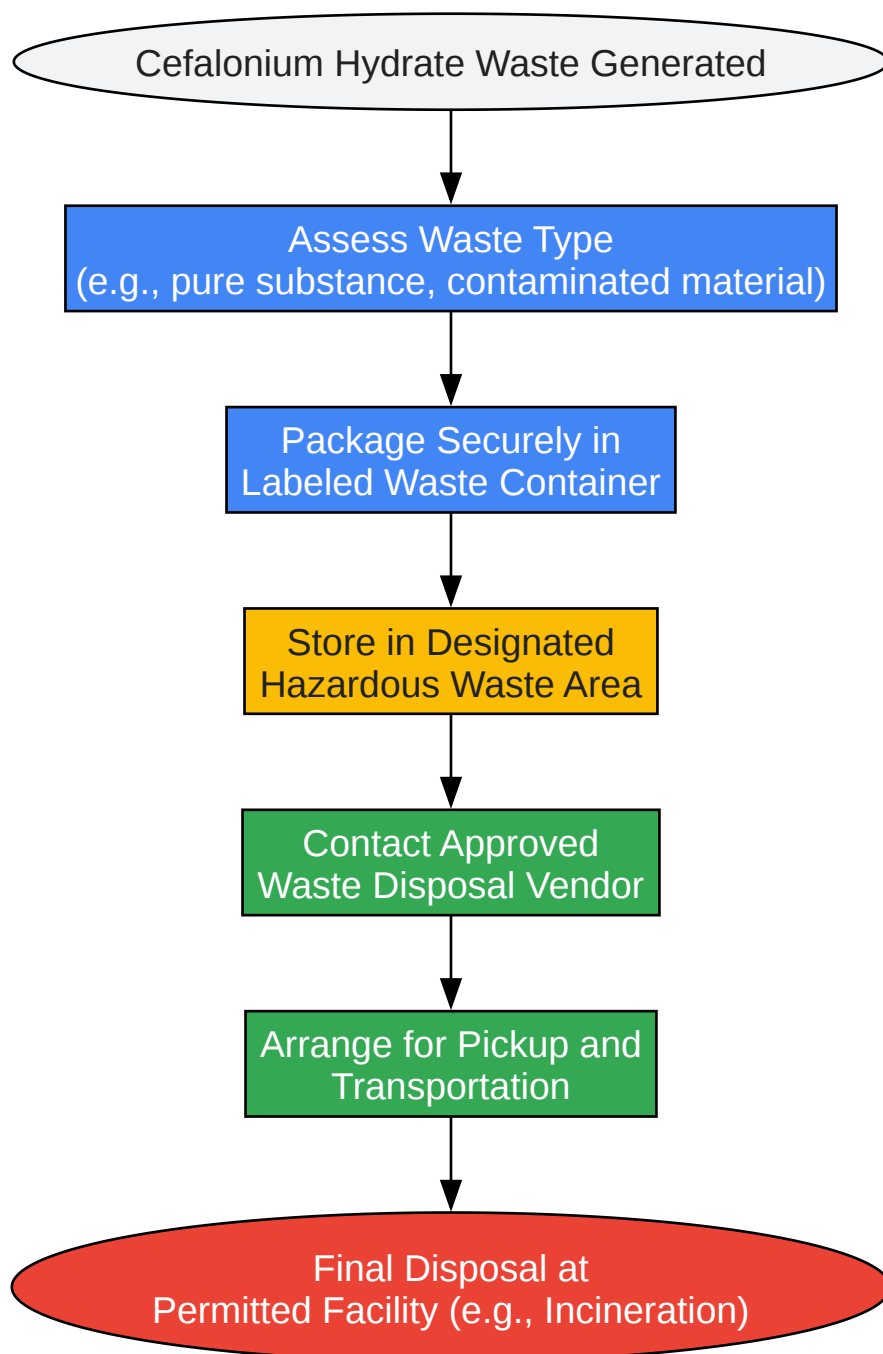 Cefalonium Hydrate Waste Generated
Assess Waste Type
(e.g., pure substance, contaminated material)
Package Securely in
Labeled Waste Container
Store in Designated
Hazardous Waste Area
Contact Approved
Waste Disposal Vendor
Arrange for Pickup and
Transportation
Final Disposal at
Permitted Facility (e.g., Incineration)